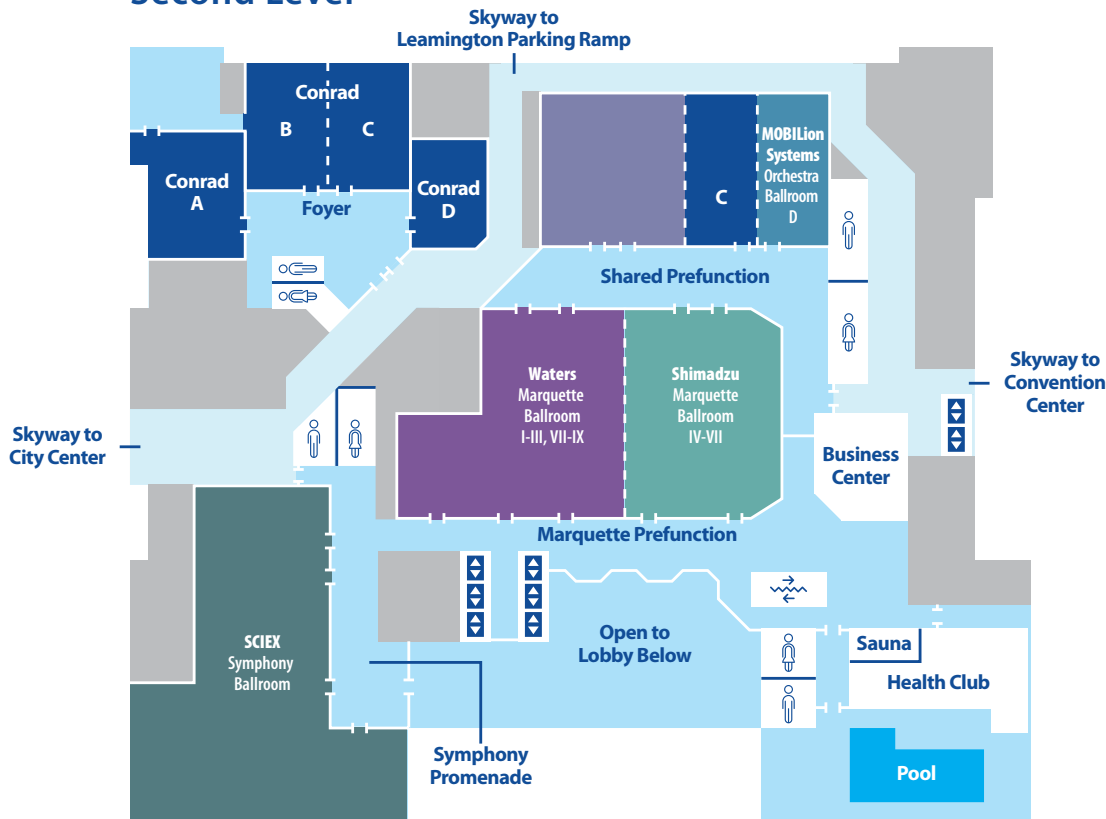 Second Level
Skyway to
Leamington Parking Ramp
Conrad
B
C
MOBILion
Systems
Orchestra
Ballroom
D
C
Conrad
A
Conrad
D
Foyer
Shared Prefunction
Waters
Marquette
Ballroom
I-III, VII-IX
Shimadzu
Marquette
Ballroom
IV-VII
Skyway to
Convention
Center
Skyway to
City Center
Business
Center
Marquette Prefunction
SCIEX
Symphony
Ballroom
Open to
Lobby Below
Sauna
Health Club
Symphony
Promenade
Pool